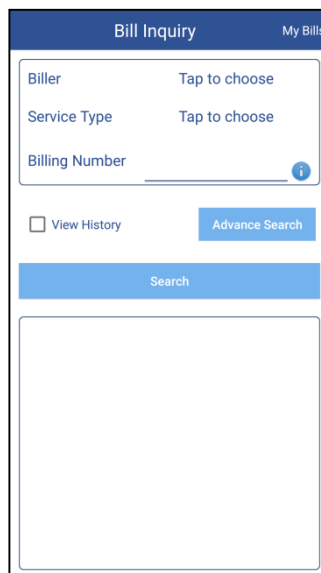 Bill Inquiry My Bills
Biller Tap to choose
Service Type Tap to choose
Billing Number
View History Advance Search
Search